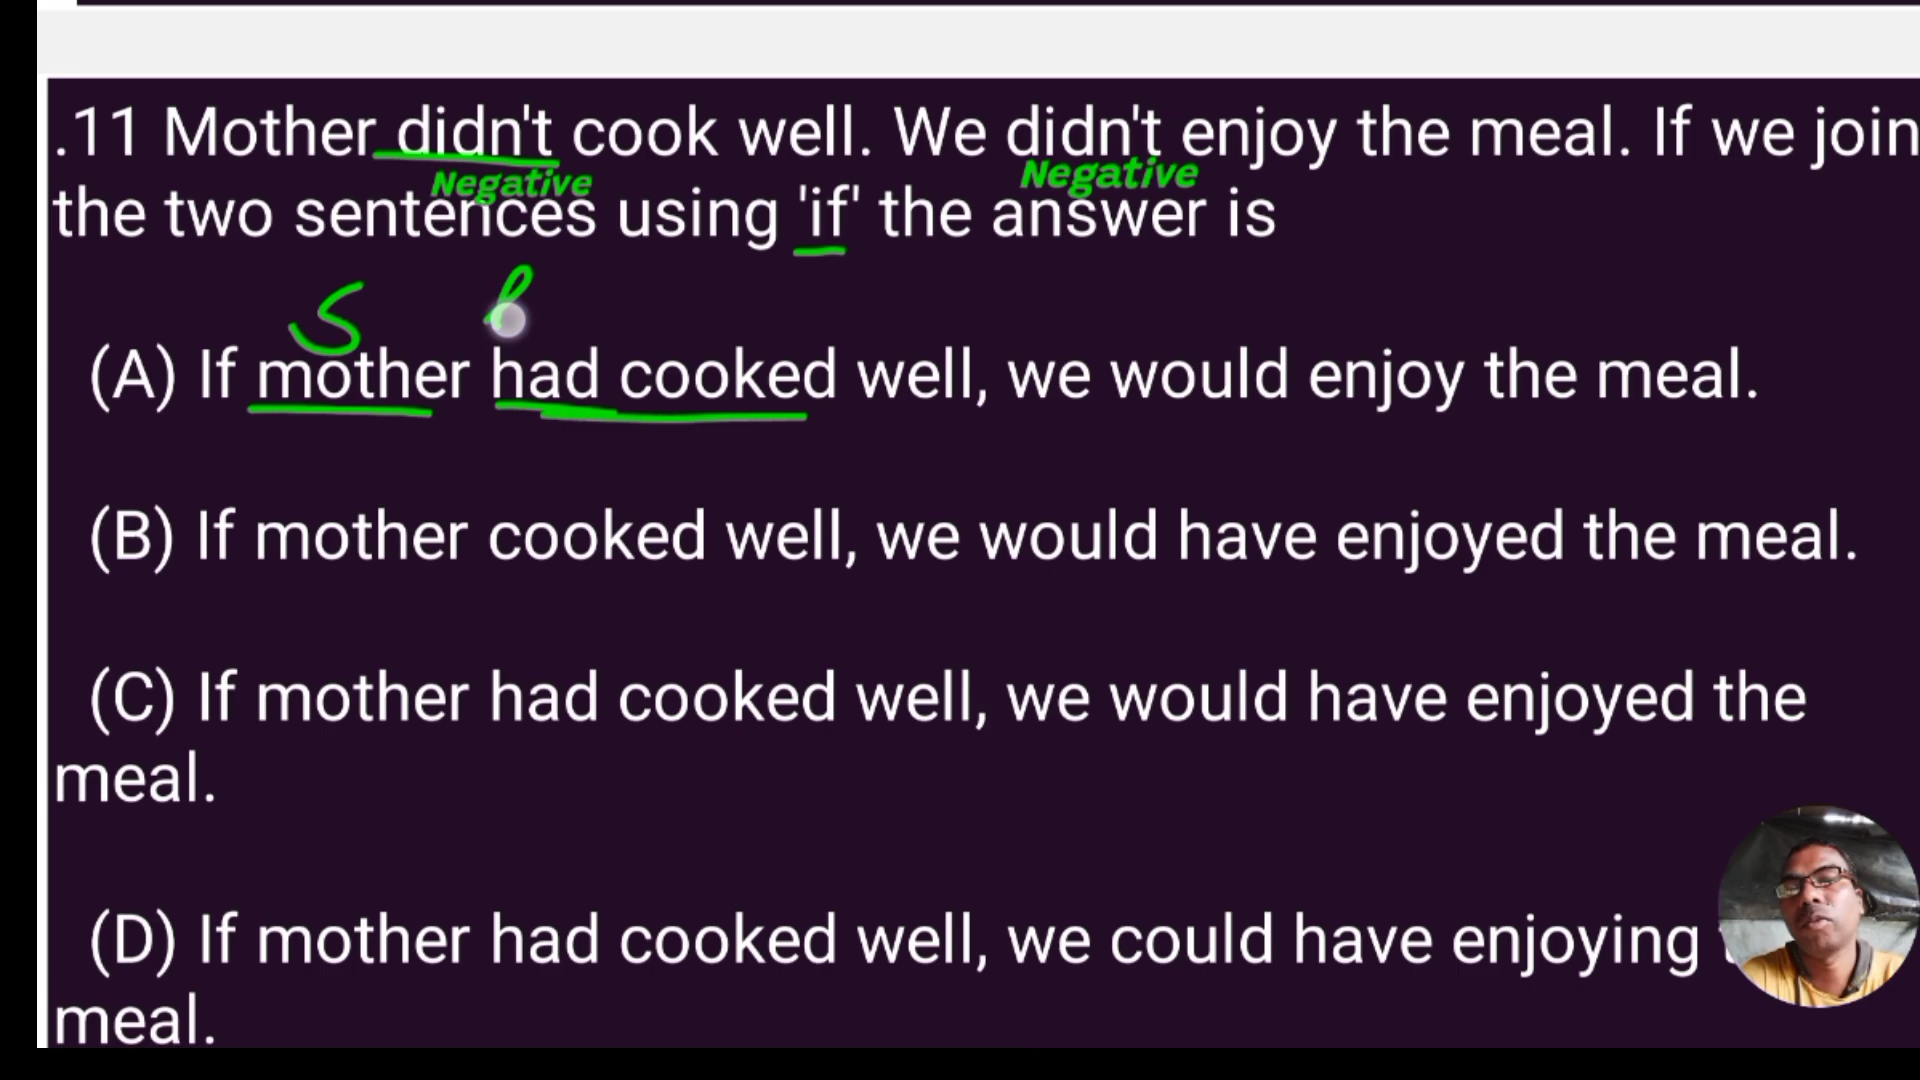 .11 Mother didn't cook well. We didn't enjoy the meal. If we join
Negative Negative
the two sentences using 'if' the answer is
S
(A) If mother had cooked well, we would enjoy the meal.
(B) If mother cooked well, we would have enjoyed the meal.
(C) If mother had cooked well, we would have enjoyed the
meal.
(D) If mother had cooked well, we could have enjoying
meal.